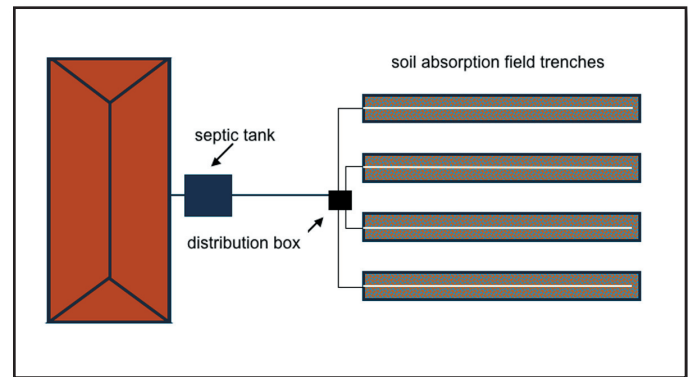 soil absorption field trenches
septic tank
distribution box